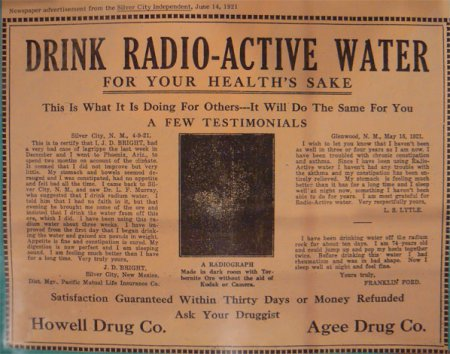 Newspaper advertisement from the Silver City Independent, June 14, 1921
DRINK RADIO-ACTIVE WATER
FOR YOUR HEALTH'S SAKE
This Is What It Is Doing For Others---It Will Do The Same For You
A FEW TESTIMONIALS
Silver City, N. M., 4-9-21.
This is to certify that I, J. D. BRIGHT, had
a very bad case of lagrippe the last week in
December and I went to Phoenix, Ariz., to
spend two months on account of the climate.
It seemed that I did not improve but very
little. My stomach and bowels seemed de-
ranged and I was constipated, had no appetite
and felt bad all the time. I came back to Sil-
ver City, N. M., and saw Dr. L. F. Murray,
who suggested that I drink radium water. I
told him that I had no faith in it, but that
evening he brought me some of the ore and
insisted that I drink the water from off this
ore, which I did. I have been using this ra-
dium water about three weeks. I have im-
proved from the first day that I began drink-
ing the water and gained six pounds in weight.
Appetite is fine and constipation is cured. My
digestion is now perfect and I am sleeping
sound. I am feeling much better than I have
for a long time. Very truly yours,
J. D. BRIGHT,
Silver City, New Mexico.
Dist. Mgr., Pacific Mutual Life Insurance Co.
A RADIOGRAPH
Made in dark room with Tor-
bernite Ore without the aid of
Kodak or Camera.
Glenwood, N. M., May 16, 1921.
I wish to let you know that I haven't been
as well in three or four years as I am now. I
have been troubled with chronic constipation
and asthma. Since I have been using Radio-
Active water I haven't had any trouble with
the asthma and my constipation has been en-
tirely relieved. My stomach is feeling much
better than it has for a long time and I sleep
well at night now, something I haven't been
able to do for years. I am most grateful for
Radio-Active water. Very respectfully yours,
L. S. LYTLE.
I have been drinking water off the radium
rock for about ten days. I am 74 years old
and could jump up and pop my heels together
twice. Before drinking this water I had
rheumatism and was in bad shape. Now I
sleep well at night and feel fine.
Yours truly,
FRANKLIN FORD.
Satisfaction Guaranteed Within Thirty Days or Money Refunded
Ask Your Druggist
Howell Drug Co.
Agee Drug Co.